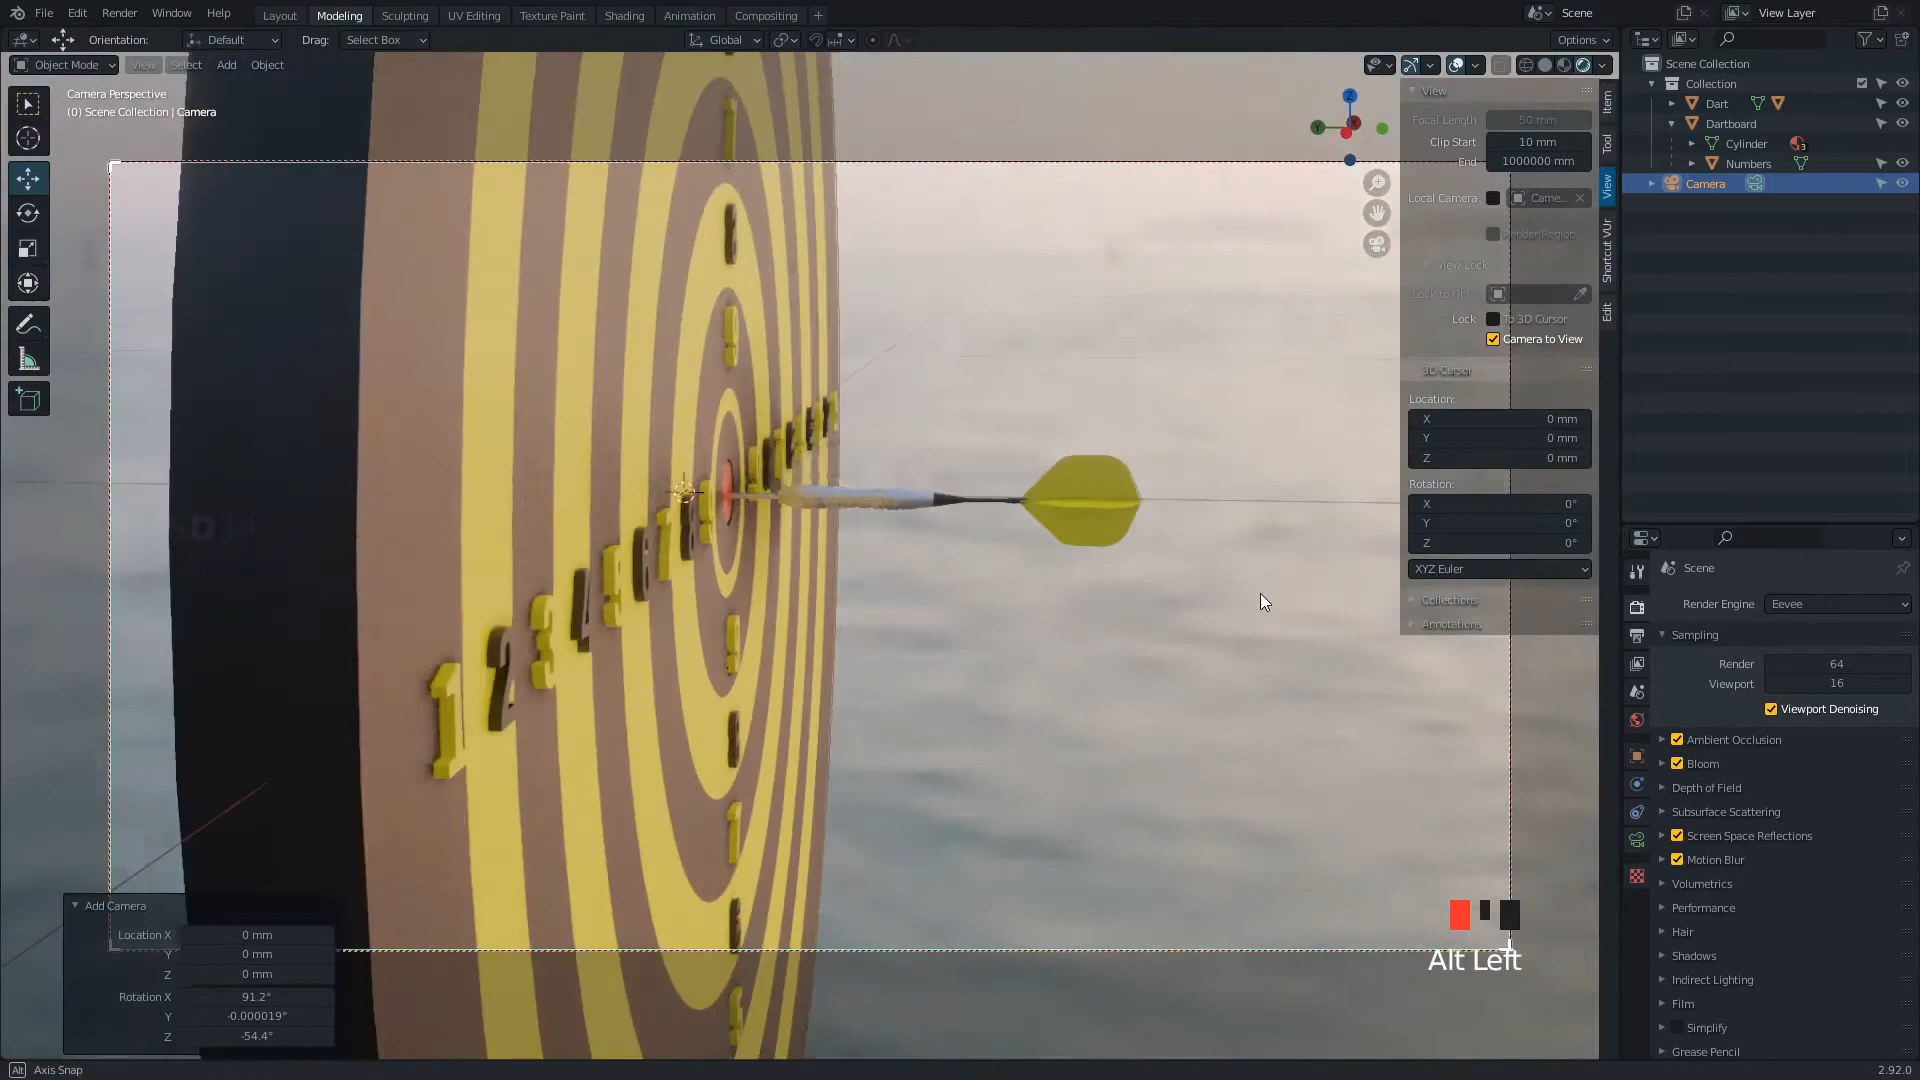 File Edit Render Window Help Layout Modeling Sculpting UV Editing Texture Paint Shading Animation Compositing + Scene View Layer
Orientation: Default Drag: Select Box Global Options
Object Mode View Select Add Object
Camera Perspective
(0) Scene Collection | Camera
View
Focal Length 50 mm
Clip Start 10 mm
End 1000000 mm
Local Camera Came...
Render Region
View Lock
Lock to Obj
Lock To 3D Cursor
Camera to View
3D Cursor
Location:
X 0 mm
Y 0 mm
Z 0 mm
Rotation:
X 0°
Y 0°
Z 0°
XYZ Euler
Collections
Annotations
Item
Tool
View
Shortcut VUr
Edit
Scene Collection
Collection
Dart
Dartboard
Cylinder 3
Numbers
Camera
Scene
Render Engine Eevee
Sampling
Render 64
Viewport 16
Viewport Denoising
Ambient Occlusion
Bloom
Depth of Field
Subsurface Scattering
Screen Space Reflections
Motion Blur
Volumetrics
Performance
Hair
Shadows
Indirect Lighting
Film
Simplify
Grease Pencil
Z
Y
X
1 2 3 4
Add Camera
Location X 0 mm
Y 0 mm
Z 0 mm
Rotation X 91.2°
Y -0.000019°
Z -54.4°
Alt Left
Alt Axis Snap
2.92.0